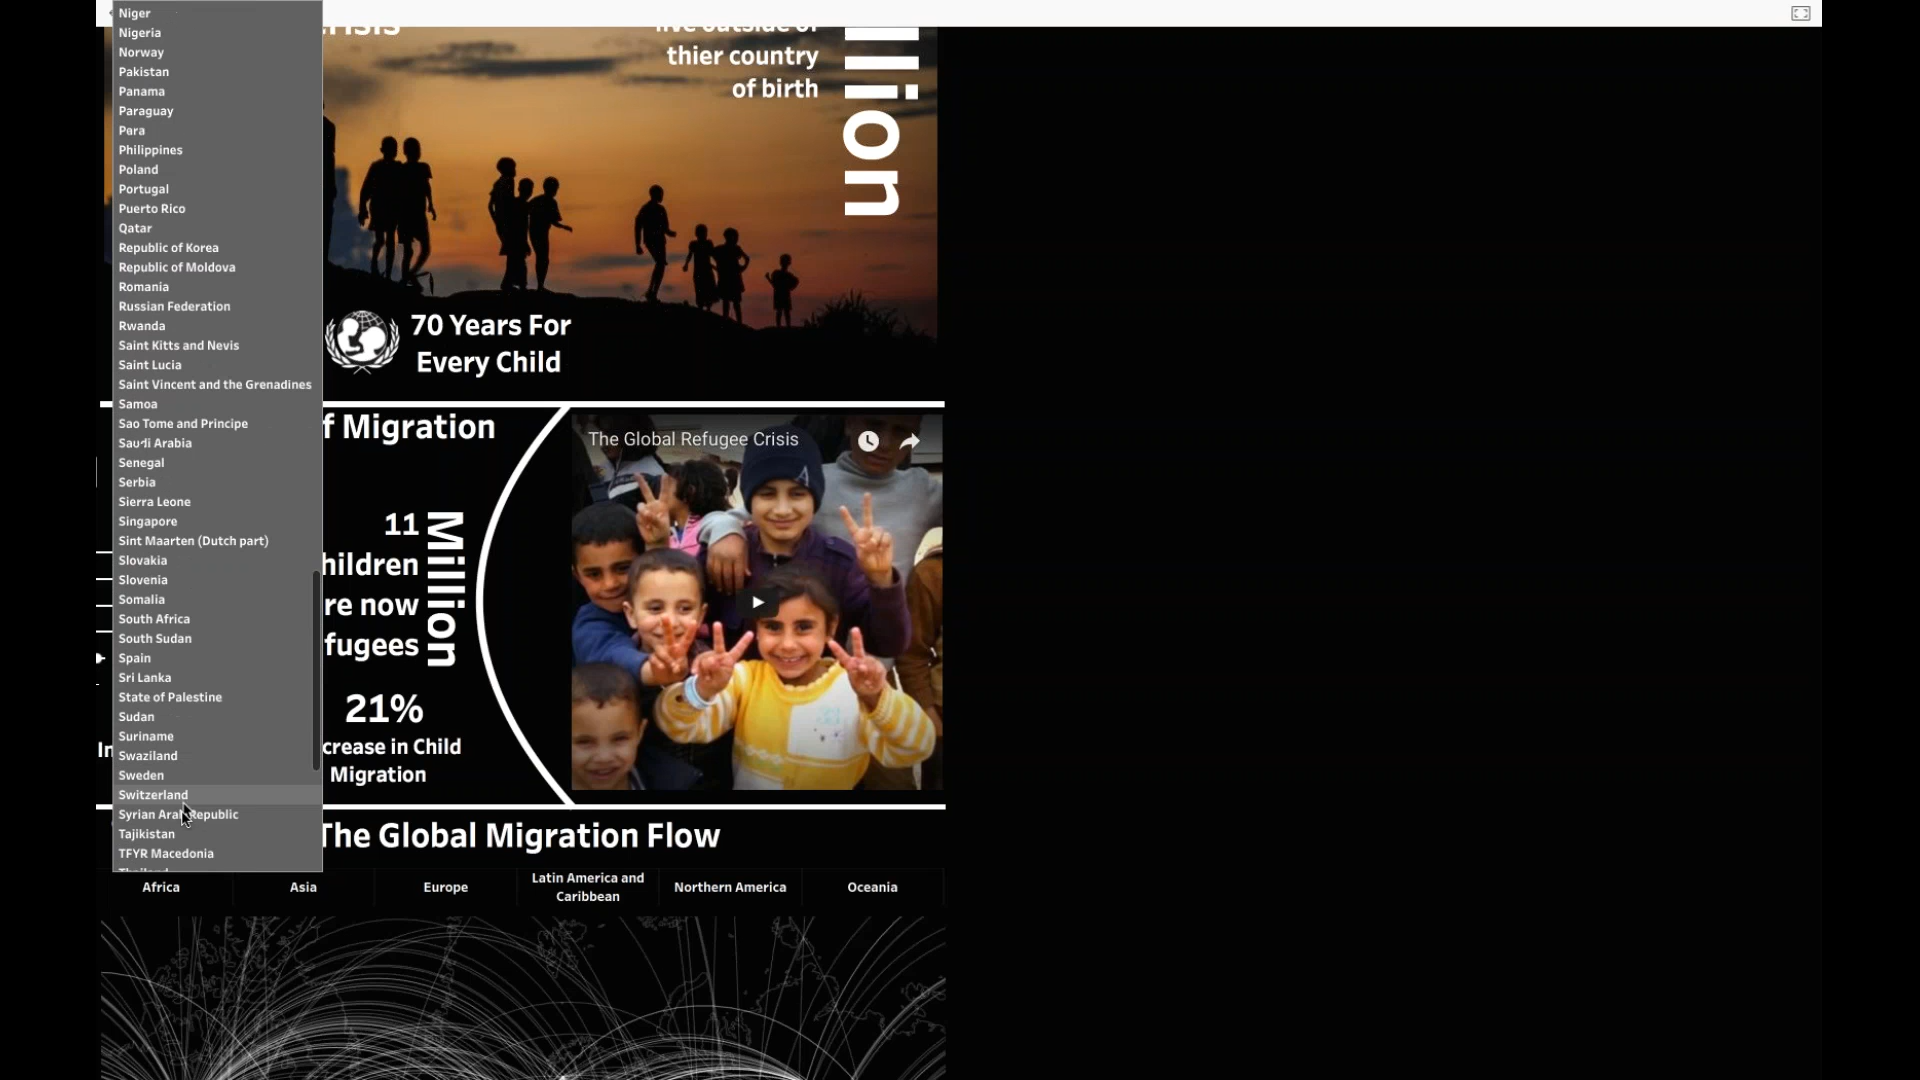 Niger
Nigeria
Norway
Pakistan
Panama
Paraguay
Peru
Philippines
Poland
Portugal
Puerto Rico
Qatar
Republic of Korea
Republic of Moldova
Romania
Russian Federation
Rwanda
Saint Kitts and Nevis
Saint Lucia
Saint Vincent and the Grenadines
Samoa
Sao Tome and Principe
Saudi Arabia
Senegal
Serbia
Sierra Leone
Singapore
Sint Maarten (Dutch part)
Slovakia
Slovenia
Somalia
South Africa
South Sudan
Spain
Sri Lanka
State of Palestine
Sudan
Suriname
Swaziland
Sweden
Switzerland
Syrian Arab Republic
Tajikistan
TFYR Macedonia
Thailand
live outside of
thier country
of birth
llion
70 Years For
Every Child
f Migration
11
hildren
re now
fugees
Million
21%
crease in Child
Migration
The Global Refugee Crisis
The Global Migration Flow
Africa
Asia
Europe
Latin America and
Caribbean
Northern America
Oceania